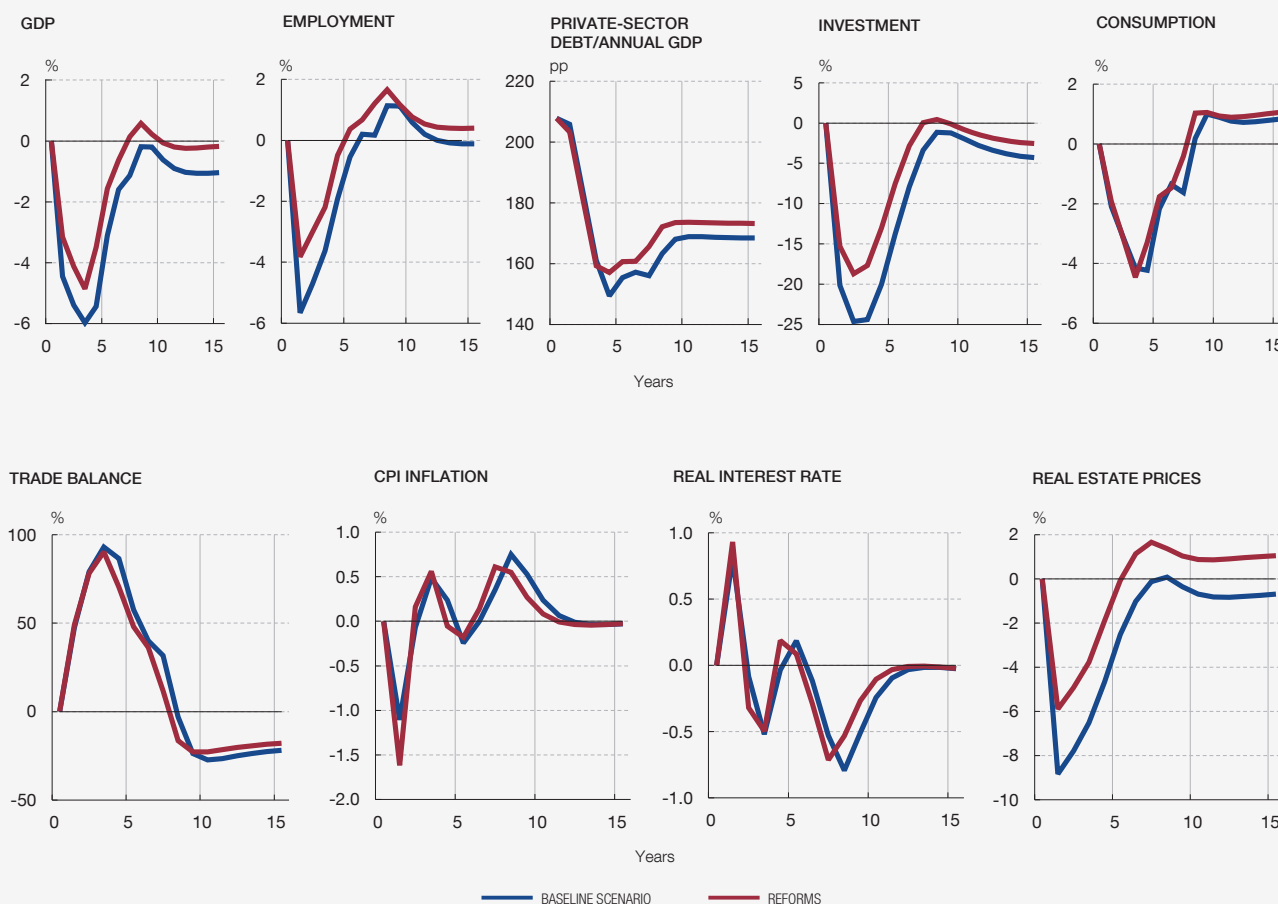 GDP
%
2
0
-2
-4
-6
0 5 10 15
EMPLOYMENT
%
2
0
-2
-4
-6
0 5 10 15
PRIVATE-SECTOR
DEBT/ANNUAL GDP
pp
220
200
180
160
140
0 5 10 15
INVESTMENT
%
5
0
-5
-10
-15
-20
-25
0 5 10 15
CONSUMPTION
%
2
0
-2
-4
-6
0 5 10 15
Years
TRADE BALANCE
%
100
50
0
-50
0 5 10 15
CPI INFLATION
%
1.0
0.5
0.0
-0.5
-1.0
-1.5
-2.0
0 5 10 15
REAL INTEREST RATE
%
1.0
0.5
0.0
-0.5
-1.0
0 5 10 15
REAL ESTATE PRICES
%
2
0
-2
-4
-6
-8
-10
0 5 10 15
Years
BASELINE SCENARIO REFORMS